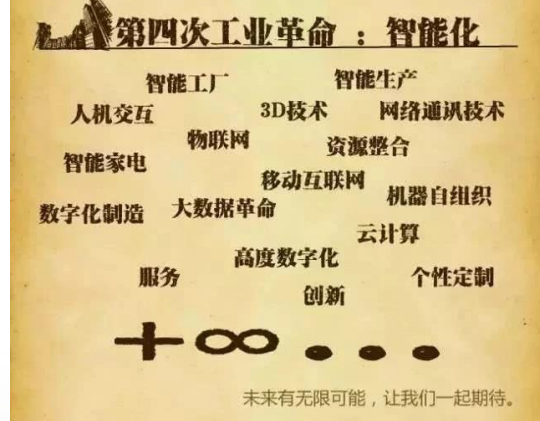 第四次工业革命 : 智能化
智能工厂 智能生产
人机交互 3D技术 网络通讯技术
物联网 资源整合
智能家电
移动互联网 机器自组织
数字化制造 大数据革命
云计算
高度数字化
服务 个性定制
创新
+∞...
未来有无限可能，让我们一起期待。